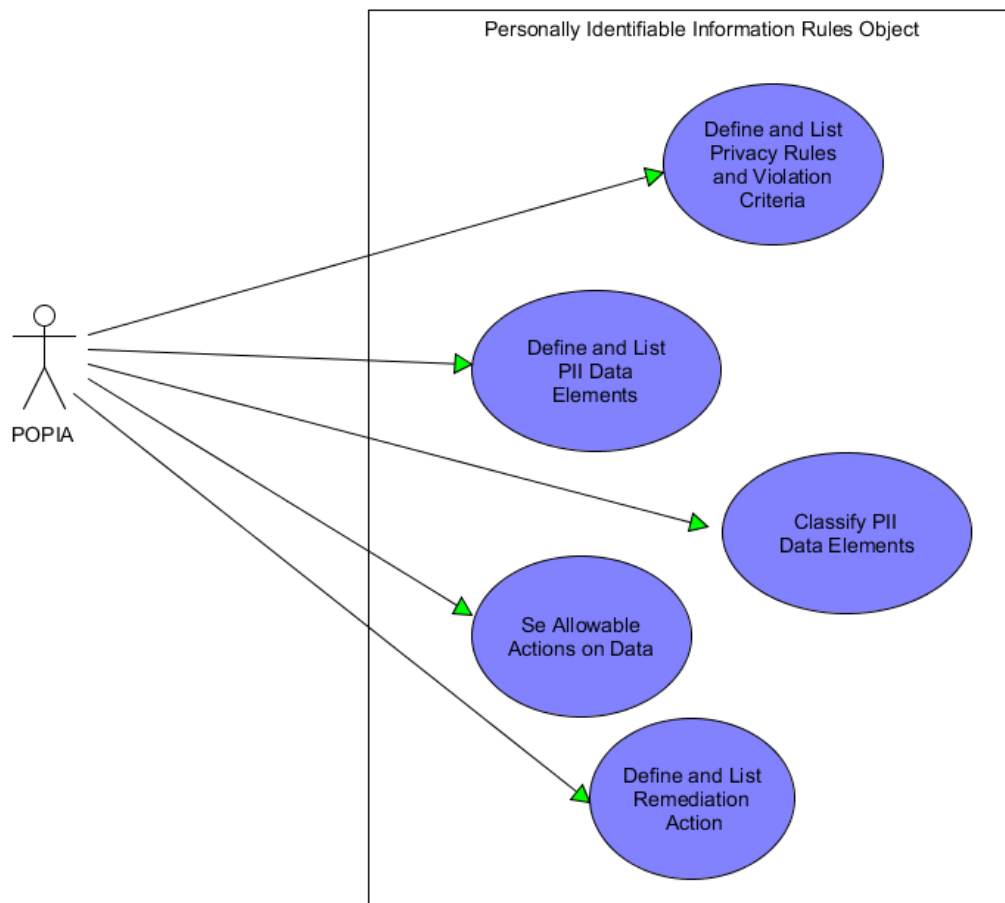 Personally Identifiable Information Rules Object
Define and List
Privacy Rules
and Violation
Criteria
Define and List
PII Data
Elements
POPIA
Classify PII
Data Elements
Se Allowable
Actions on Data
Define and List
Remediation
Action